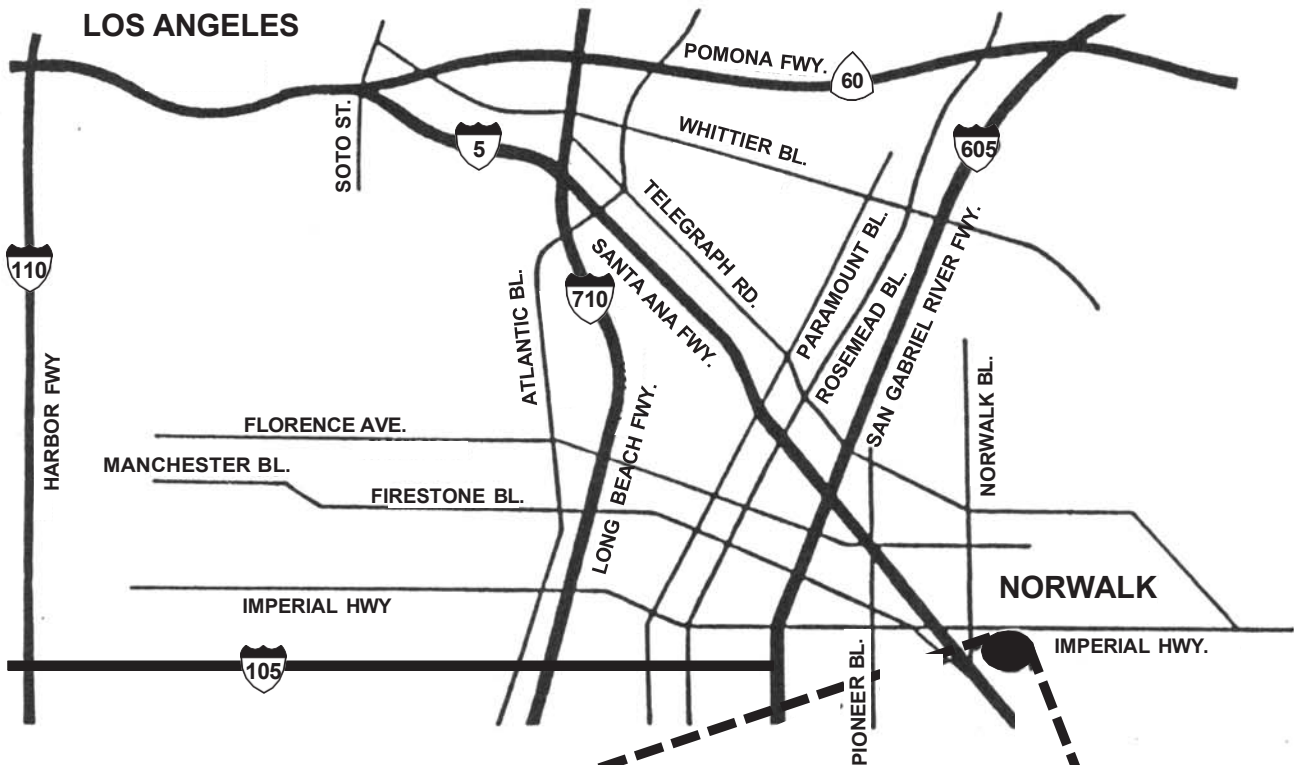 LOS ANGELES
POMONA FWY.
60
SOTO ST.
5
WHITTIER BL.
605
TELEGRAPH RD.
110
SANTA ANA FWY.
710
ATLANTIC BL.
PARAMOUNT BL.
ROSEMEAD BL.
SAN GABRIEL RIVER FWY.
HARBOR FWY
NORWALK BL.
FLORENCE AVE.
MANCHESTER BL.
FIRESTONE BL.
LONG BEACH FWY.
NORWALK
IMPERIAL HWY
IMPERIAL HWY.
105
PIONEER BL.